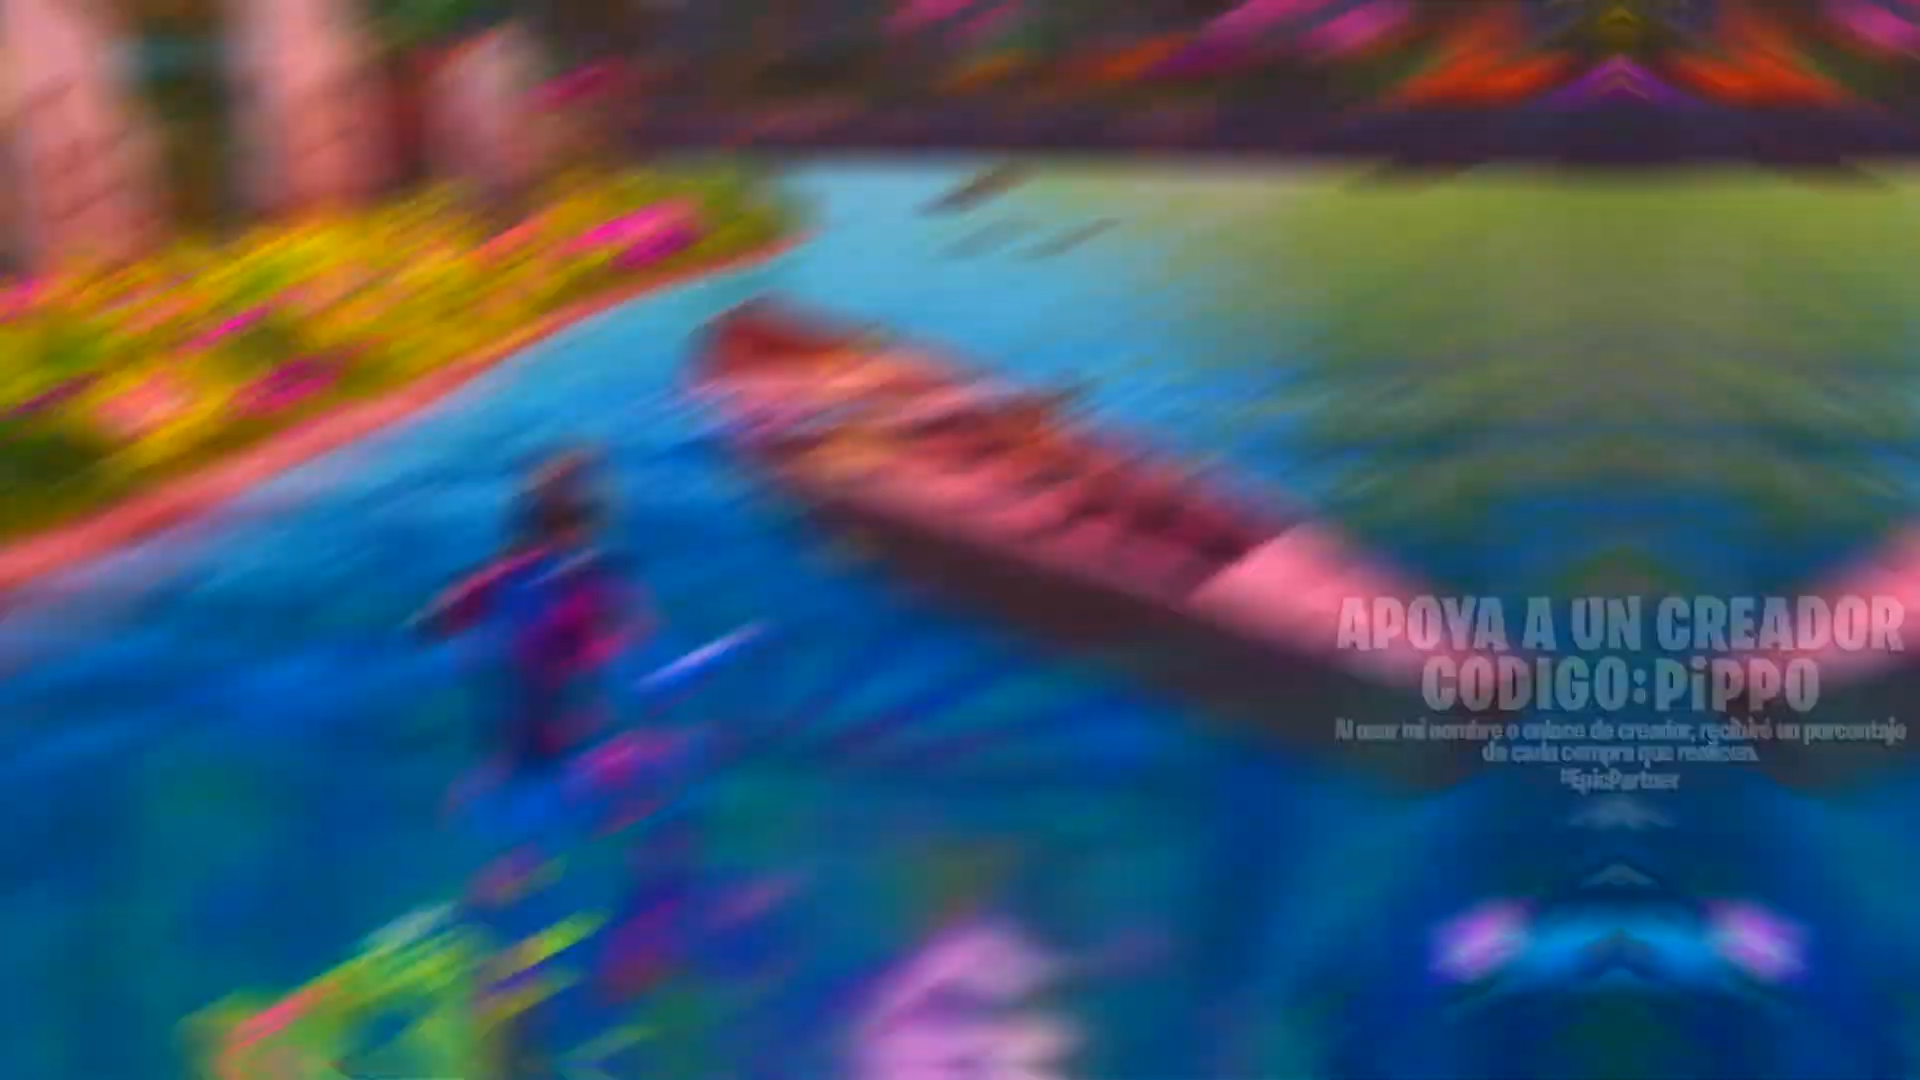 APOYA A UN CREADOR
CODIGO:PiPPO
Al usar mi nombre o enlace de creador, recibiré un porcentaje
de cada compra que realices.
#EpicPartner